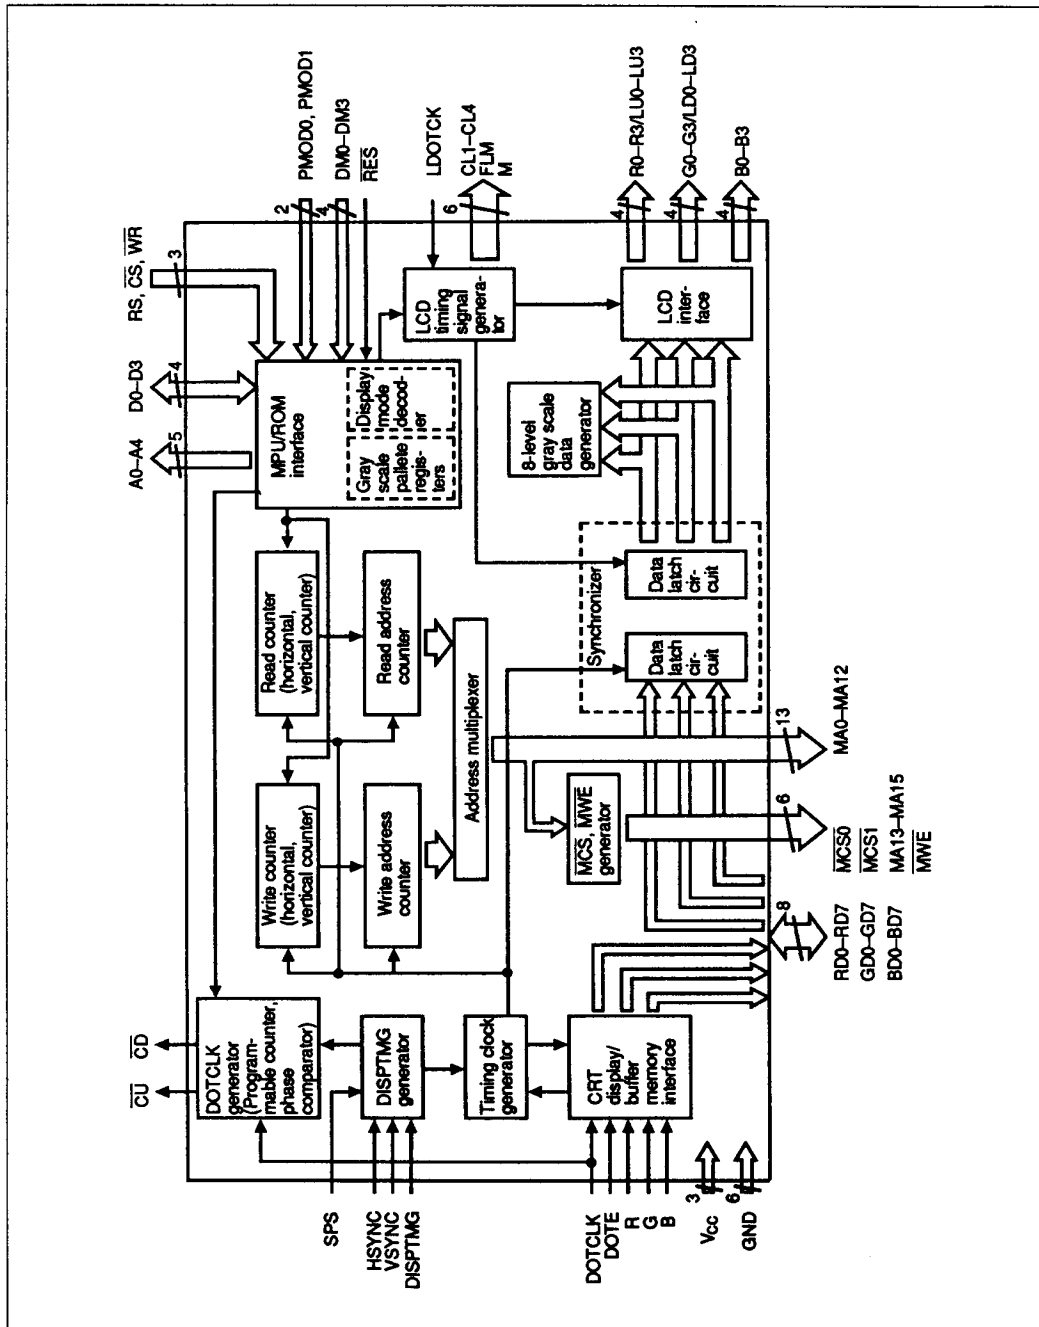 RS, CS, WR
3
D0–D3
4
A0–A4
5
CD
CU
PMOD0, PMOD1
2
DM0–DM3
4
RES
LDOTCK
CL1–CL4
FLM
M
6
R0–R3/LU0–LU3
4
G0–G3/LD0–LD3
4
B0–B3
4
MPU/ROM
interface
Gray
scale
pallete
regis-
ters
Display
mode
decod-
er
LCD
timing
signal
genera-
tor
LCD
inter-
face
8-level
gray scale
data
generator
Read counter
(horizontal,
vertical counter)
Read address
counter
Write counter
(horizontal,
vertical counter)
Write address
counter
Address multiplexer
Synchronizer
Data
latch
cir-
cuit
Data
latch
cir-
cuit
MCS, MWE
generator
DOTCLK
generator
(Program-
mable counter,
phase
comparator)
DISPTMG
generator
Timing clock
generator
CRT
display/
buffer
memory
interface
SPS
HSYNC
VSYNC
DISPTMG
DOTCLK
DOTE
R
G
B
Vcc
3
GND
6
8
RD0–RD7
GD0–GD7
BD0–BD7
6
MCS0
MCS1
MA13–MA15
MWE
13
MA0–MA12